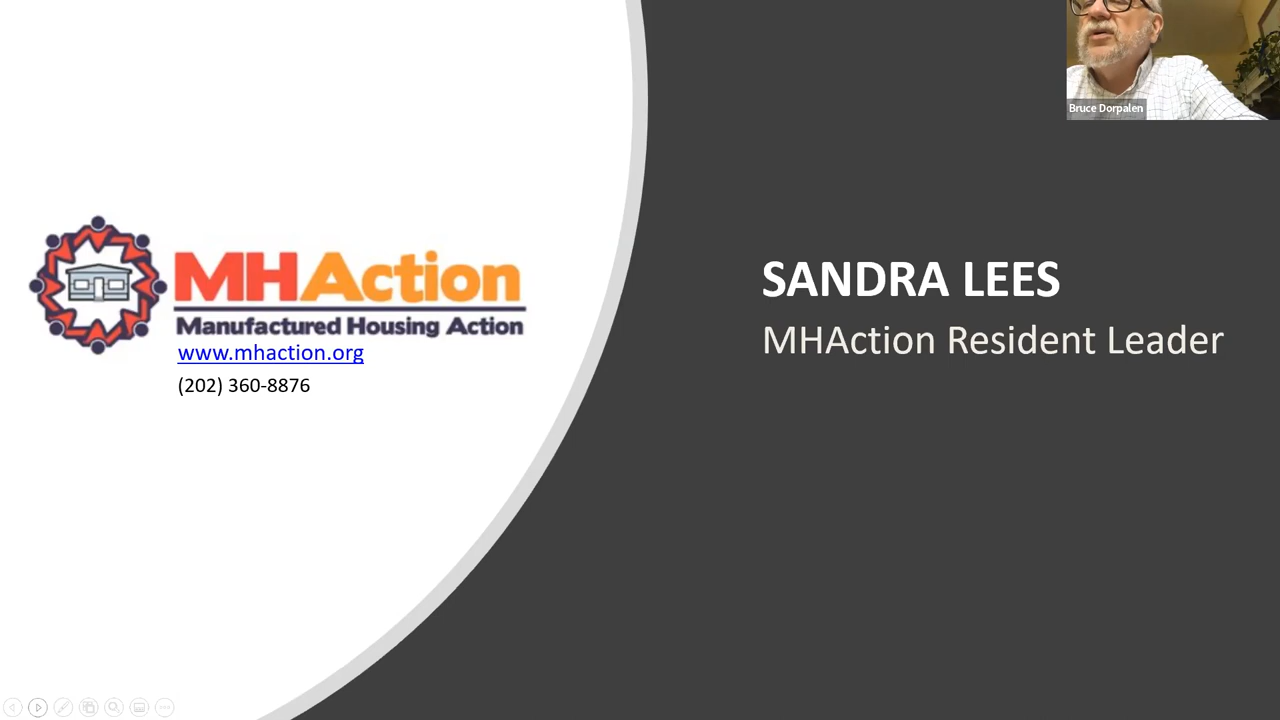 Bruce Dorpalen
MHAction
Manufactured Housing Action
www.mhaction.org
(202) 360-8876
SANDRA LEES
MHAction Resident Leader